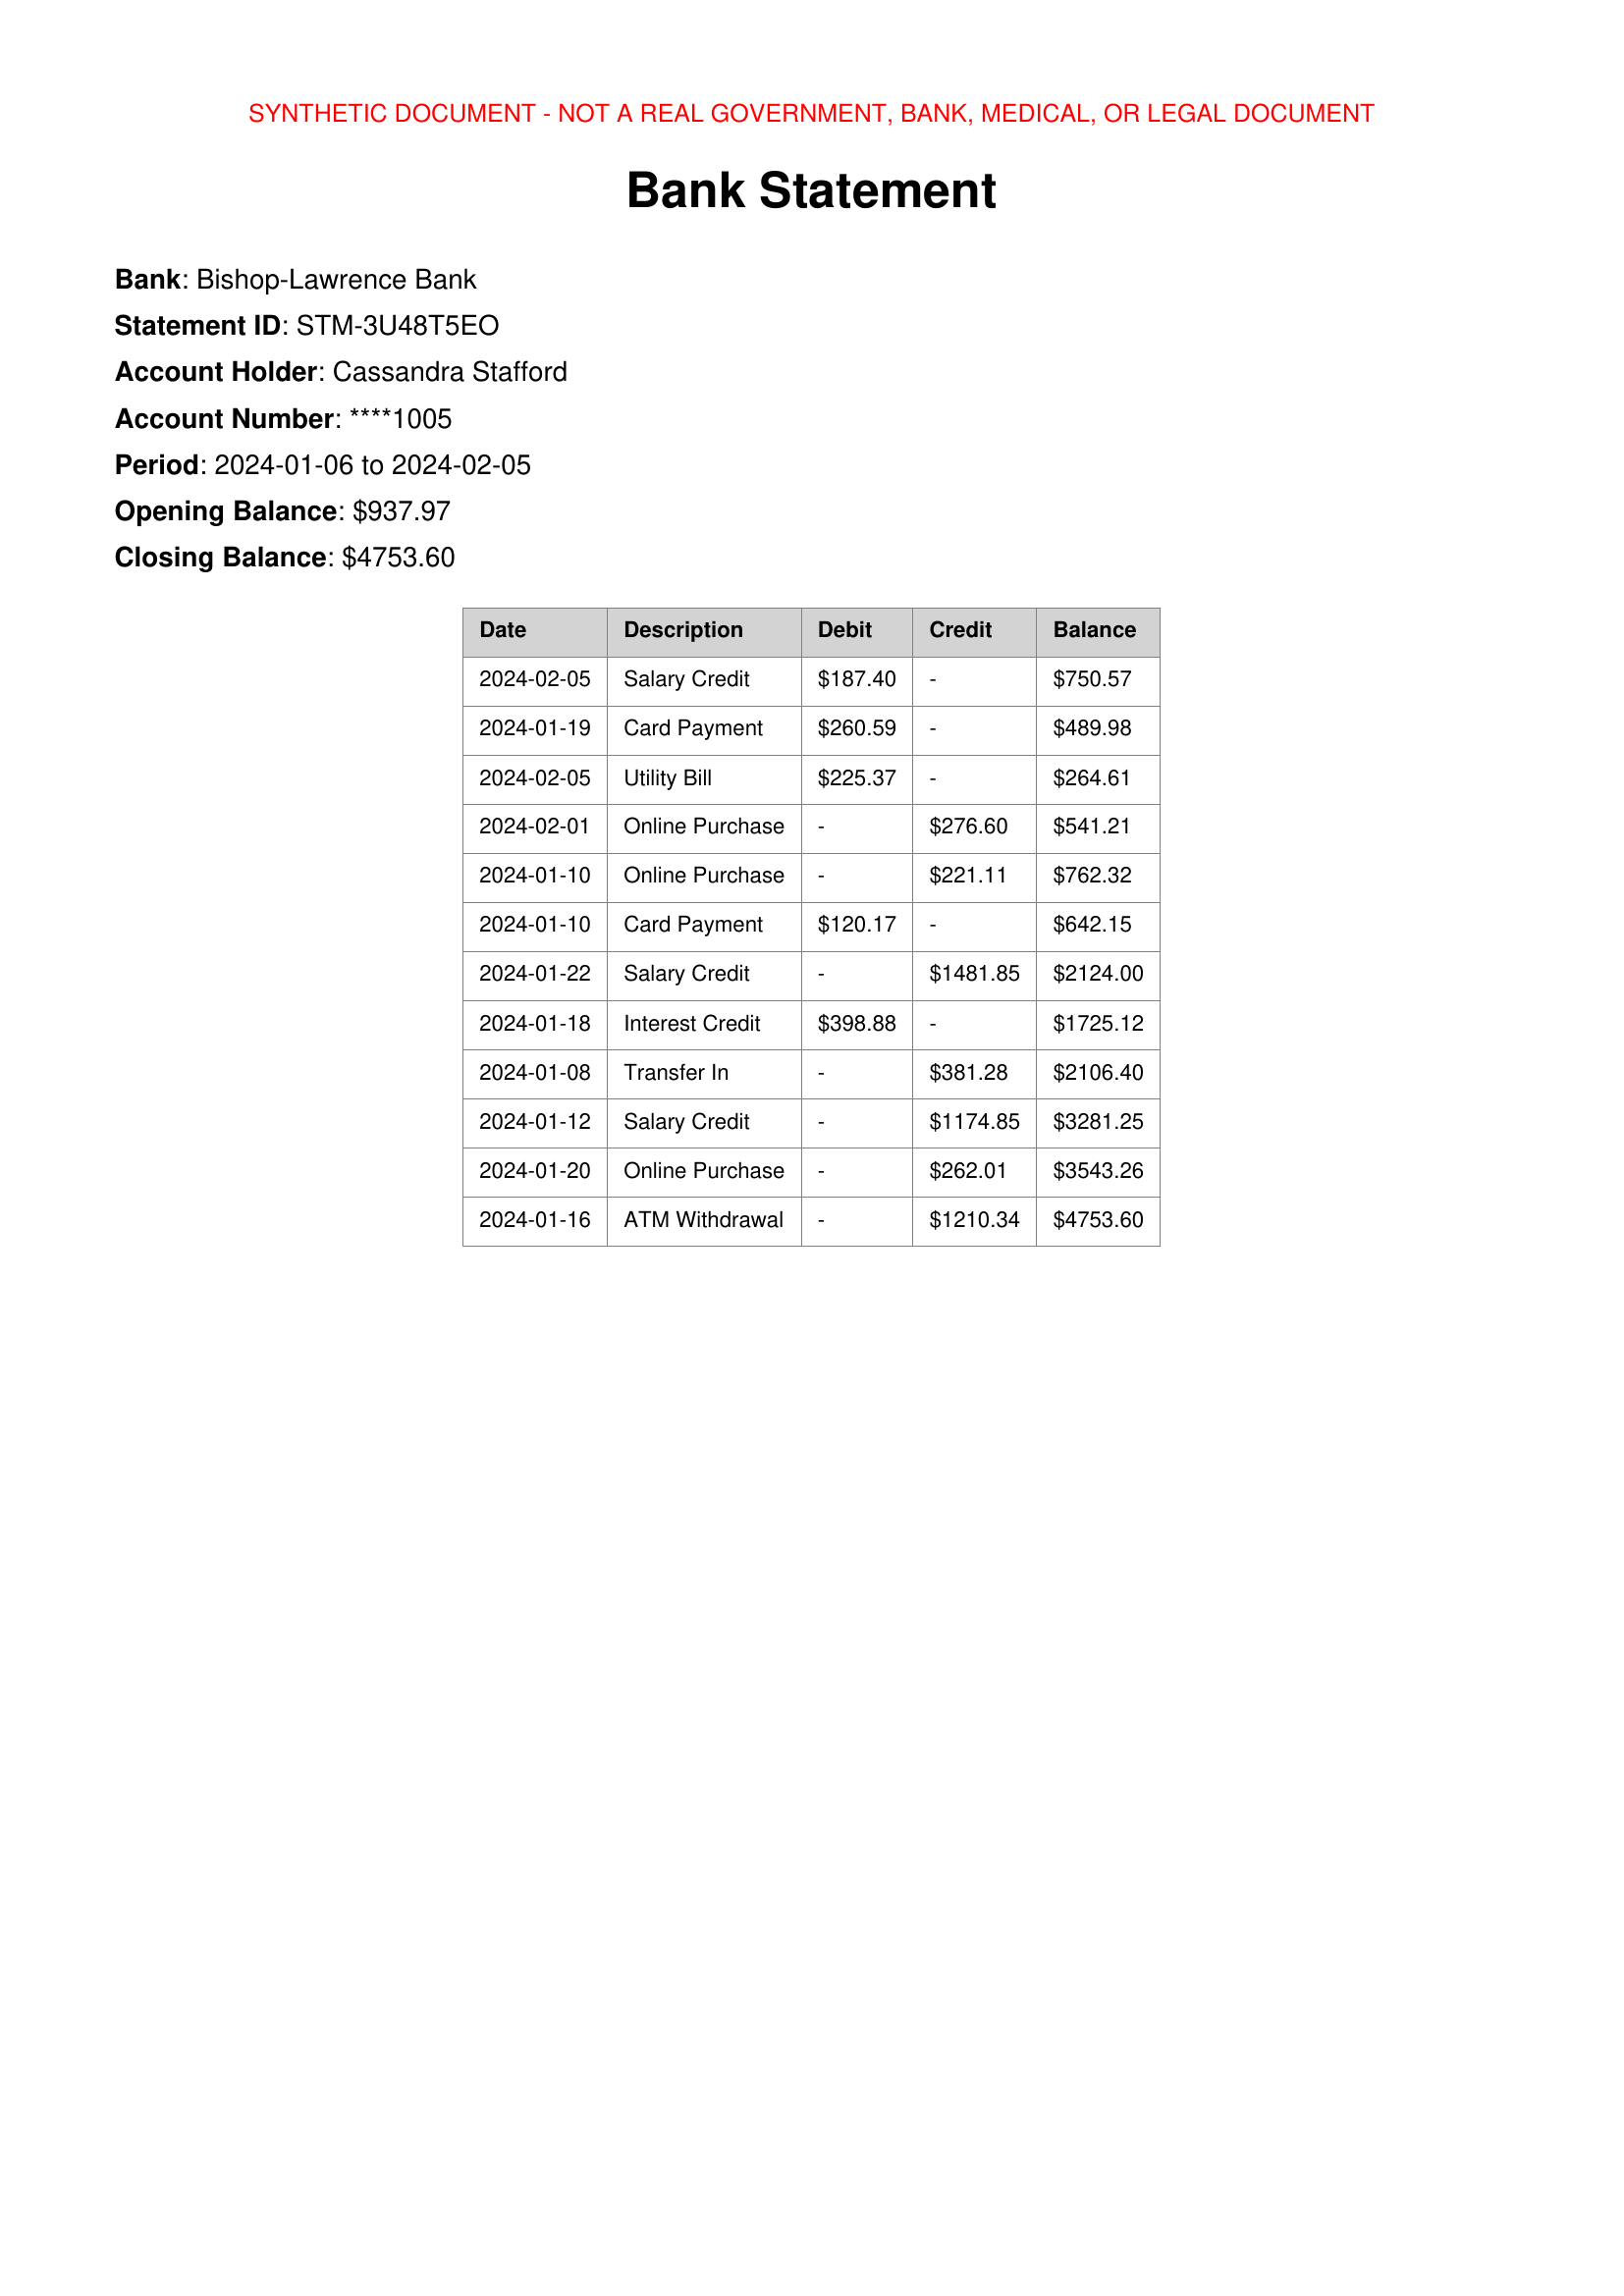 SYNTHETIC DOCUMENT - NOT A REAL GOVERNMENT, BANK, MEDICAL, OR LEGAL DOCUMENT
Bank Statement
Bank: Bishop-Lawrence Bank
Statement ID: STM-3U48T5EO
Account Holder: Cassandra Stafford
Account Number: ****1005
Period: 2024-01-06 to 2024-02-05
Opening Balance: $937.97
Closing Balance: $4753.60
Date Description Debit Credit Balance
2024-02-05 Salary Credit $187.40 - $750.57
2024-01-19 Card Payment $260.59 - $489.98
2024-02-05 Utility Bill $225.37 - $264.61
2024-02-01 Online Purchase - $276.60 $541.21
2024-01-10 Online Purchase - $221.11 $762.32
2024-01-10 Card Payment $120.17 - $642.15
2024-01-22 Salary Credit - $1481.85 $2124.00
2024-01-18 Interest Credit $398.88 - $1725.12
2024-01-08 Transfer In - $381.28 $2106.40
2024-01-12 Salary Credit - $1174.85 $3281.25
2024-01-20 Online Purchase - $262.01 $3543.26
2024-01-16 ATM Withdrawal - $1210.34 $4753.60